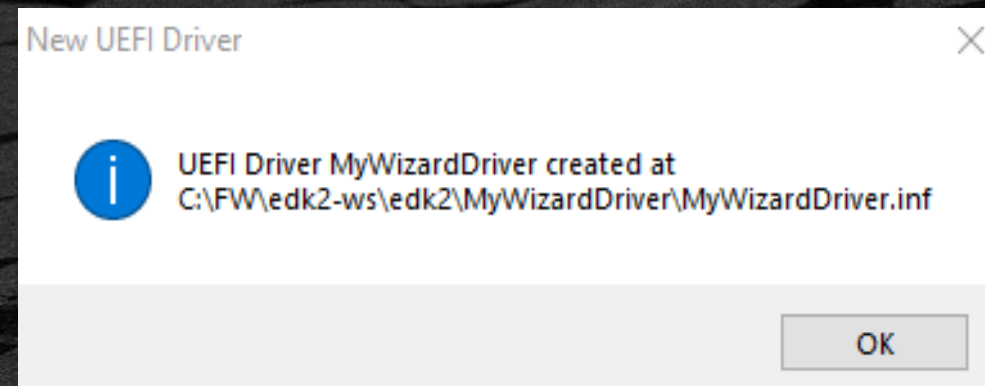 New UEFI Driver
UEFI Driver MyWizardDriver created at
C:\FW\edk2-ws\edk2\MyWizardDriver\MyWizardDriver.inf
OK